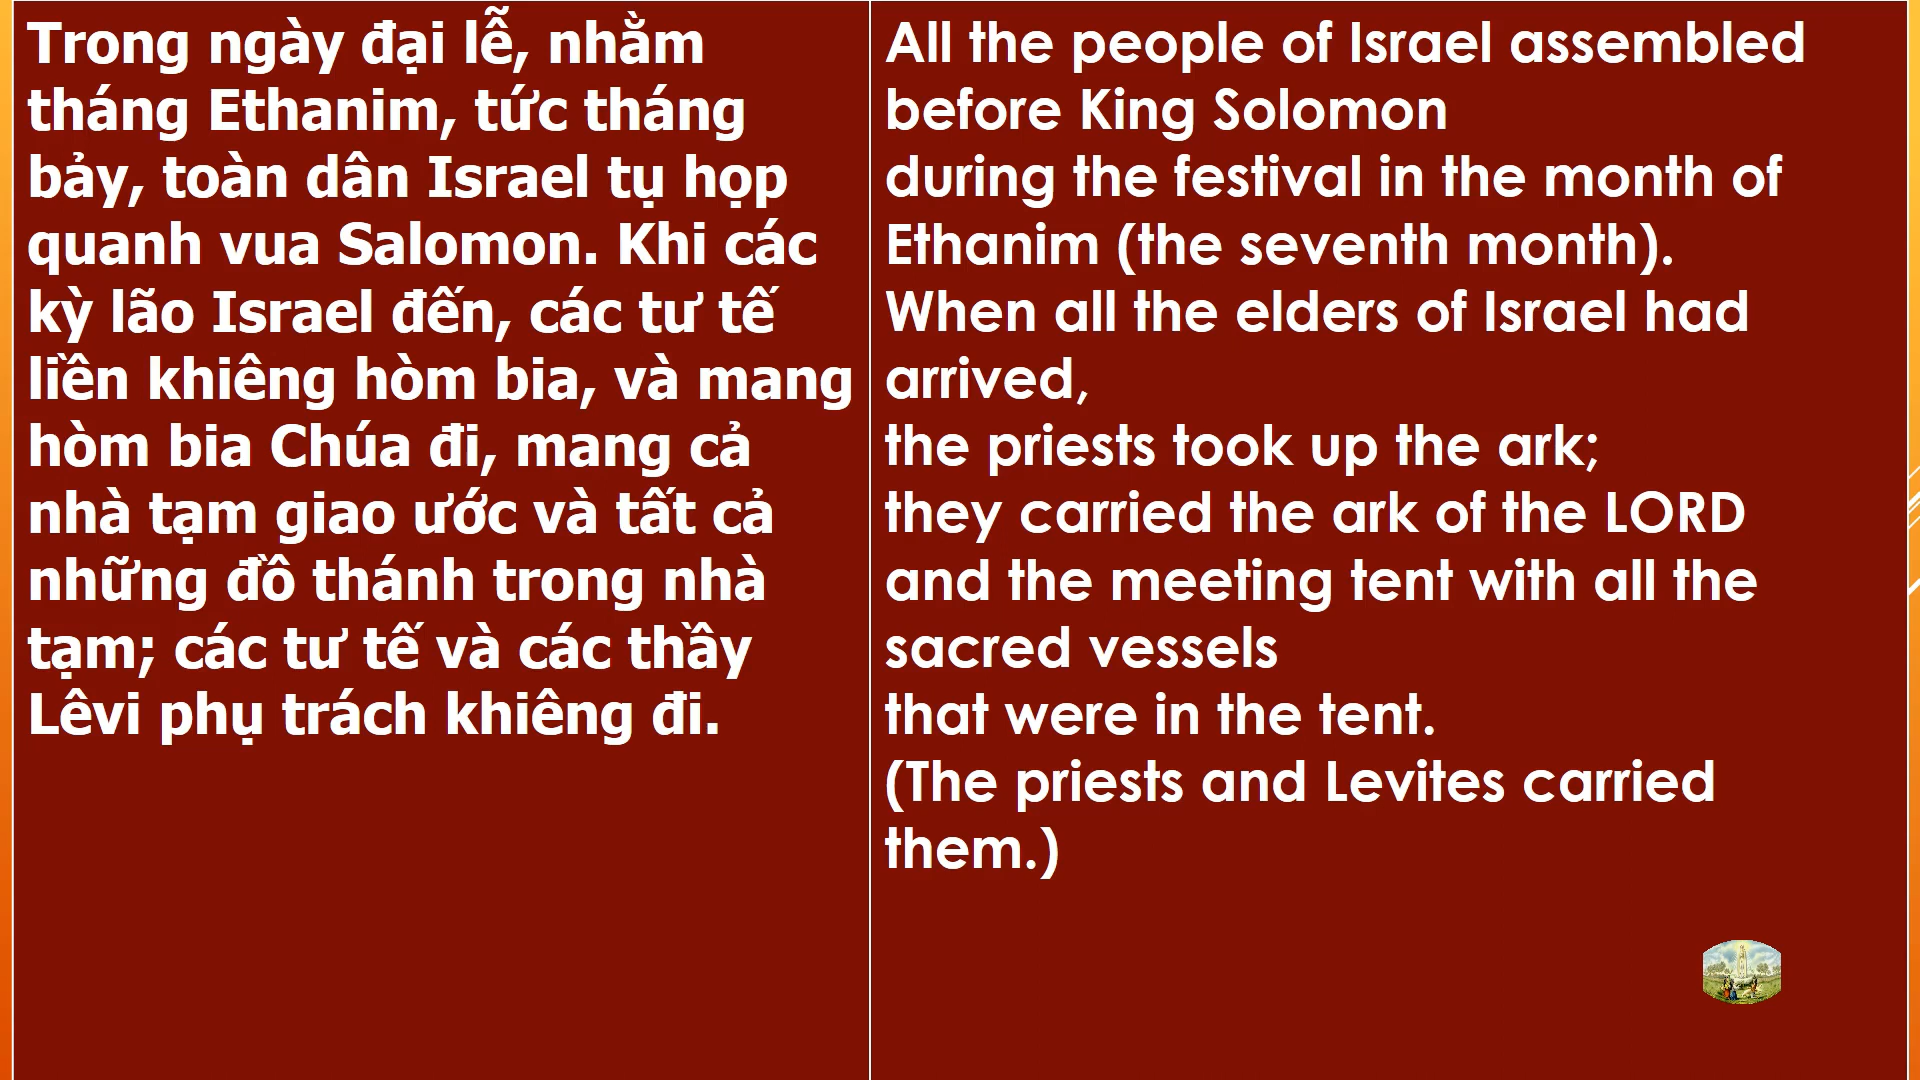 Trong ngày đại lễ, nhằm
tháng Ethanim, tức tháng
bảy, toàn dân Israel tụ họp
quanh vua Salomon. Khi các
kỳ lão Israel đến, các tư tế
liền khiêng hòm bia, và mang
hòm bia Chúa đi, mang cả
nhà tạm giao ước và tất cả
những đồ thánh trong nhà
tạm; các tư tế và các thầy
Lêvi phụ trách khiêng đi.
All the people of Israel assembled
before King Solomon
during the festival in the month of
Ethanim (the seventh month).
When all the elders of Israel had
arrived,
the priests took up the ark;
they carried the ark of the LORD
and the meeting tent with all the
sacred vessels
that were in the tent.
(The priests and Levites carried
them.)